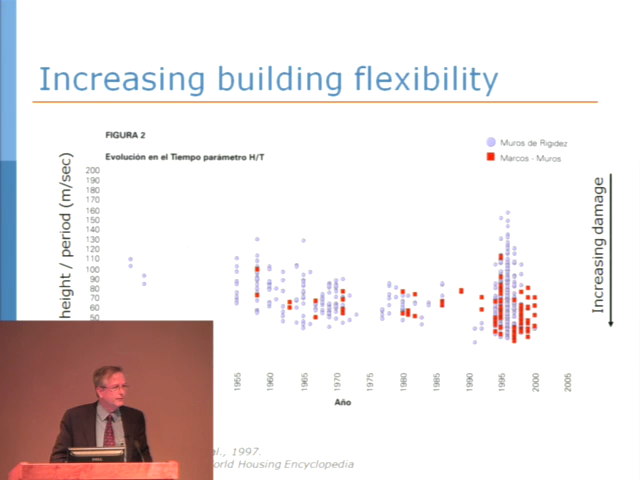 Increasing building flexibility
FIGURA 2
Evolución en el Tiempo parámetro H/T
Muros de Rigidez
Marcos - Muros
height / period (m/sec)
200
190
180
170
160
150
140
130
120
110
100
90
80
70
60
50
Increasing damage
1955
1960
1965
1970
1975
1980
1985
1990
1995
2000
2005
Año
al., 1997.
World Housing Encyclopedia